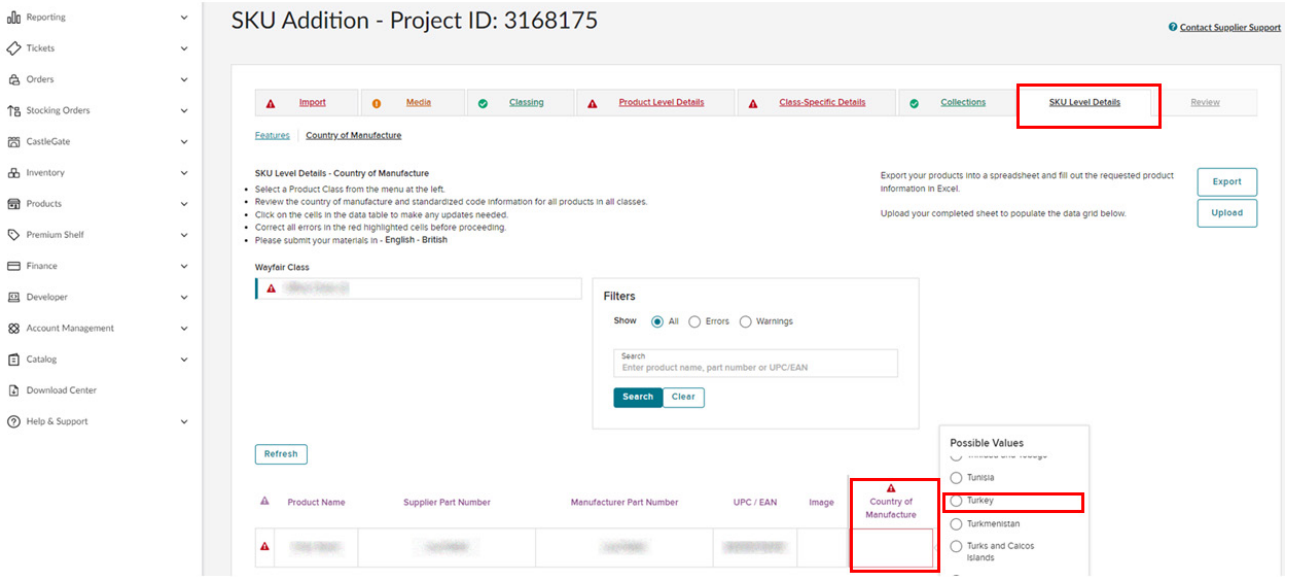 Reporting
Tickets
Orders
Stocking Orders
CastleGate
Inventory
Products
Premium Shelf
Finance
Developer
Account Management
Catalog
Download Center
Help & Support
SKU Addition - Project ID: 3168175
Contact Supplier Support
Import
Media
Classing
Product Level Details
Class-Specific Details
Collections
SKU Level Details
Review
Features
Country of Manufacture
SKU Level Details - Country of Manufacture
• Select a Product Class from the menu at the left.
• Review the country of manufacture and standardized code information for all products in all classes.
• Click on the cells in the data table to make any updates needed.
• Correct all errors in the red highlighted cells before proceeding.
• Please submit your materials in - English - British
Export your products into a spreadsheet and fill out the requested product
information in Excel.
Export
Upload your completed sheet to populate the data grid below.
Upload
Wayfair Class
Filters
Show All Errors Warnings
Search
Enter product name, part number or UPC/EAN
Search Clear
Refresh
Product Name
Supplier Part Number
Manufacturer Part Number
UPC / EAN
Image
Country of
Manufacture
Possible Values
Trinidad and Tobago
Tunisia
Turkey
Turkmenistan
Turks and Caicos
Islands